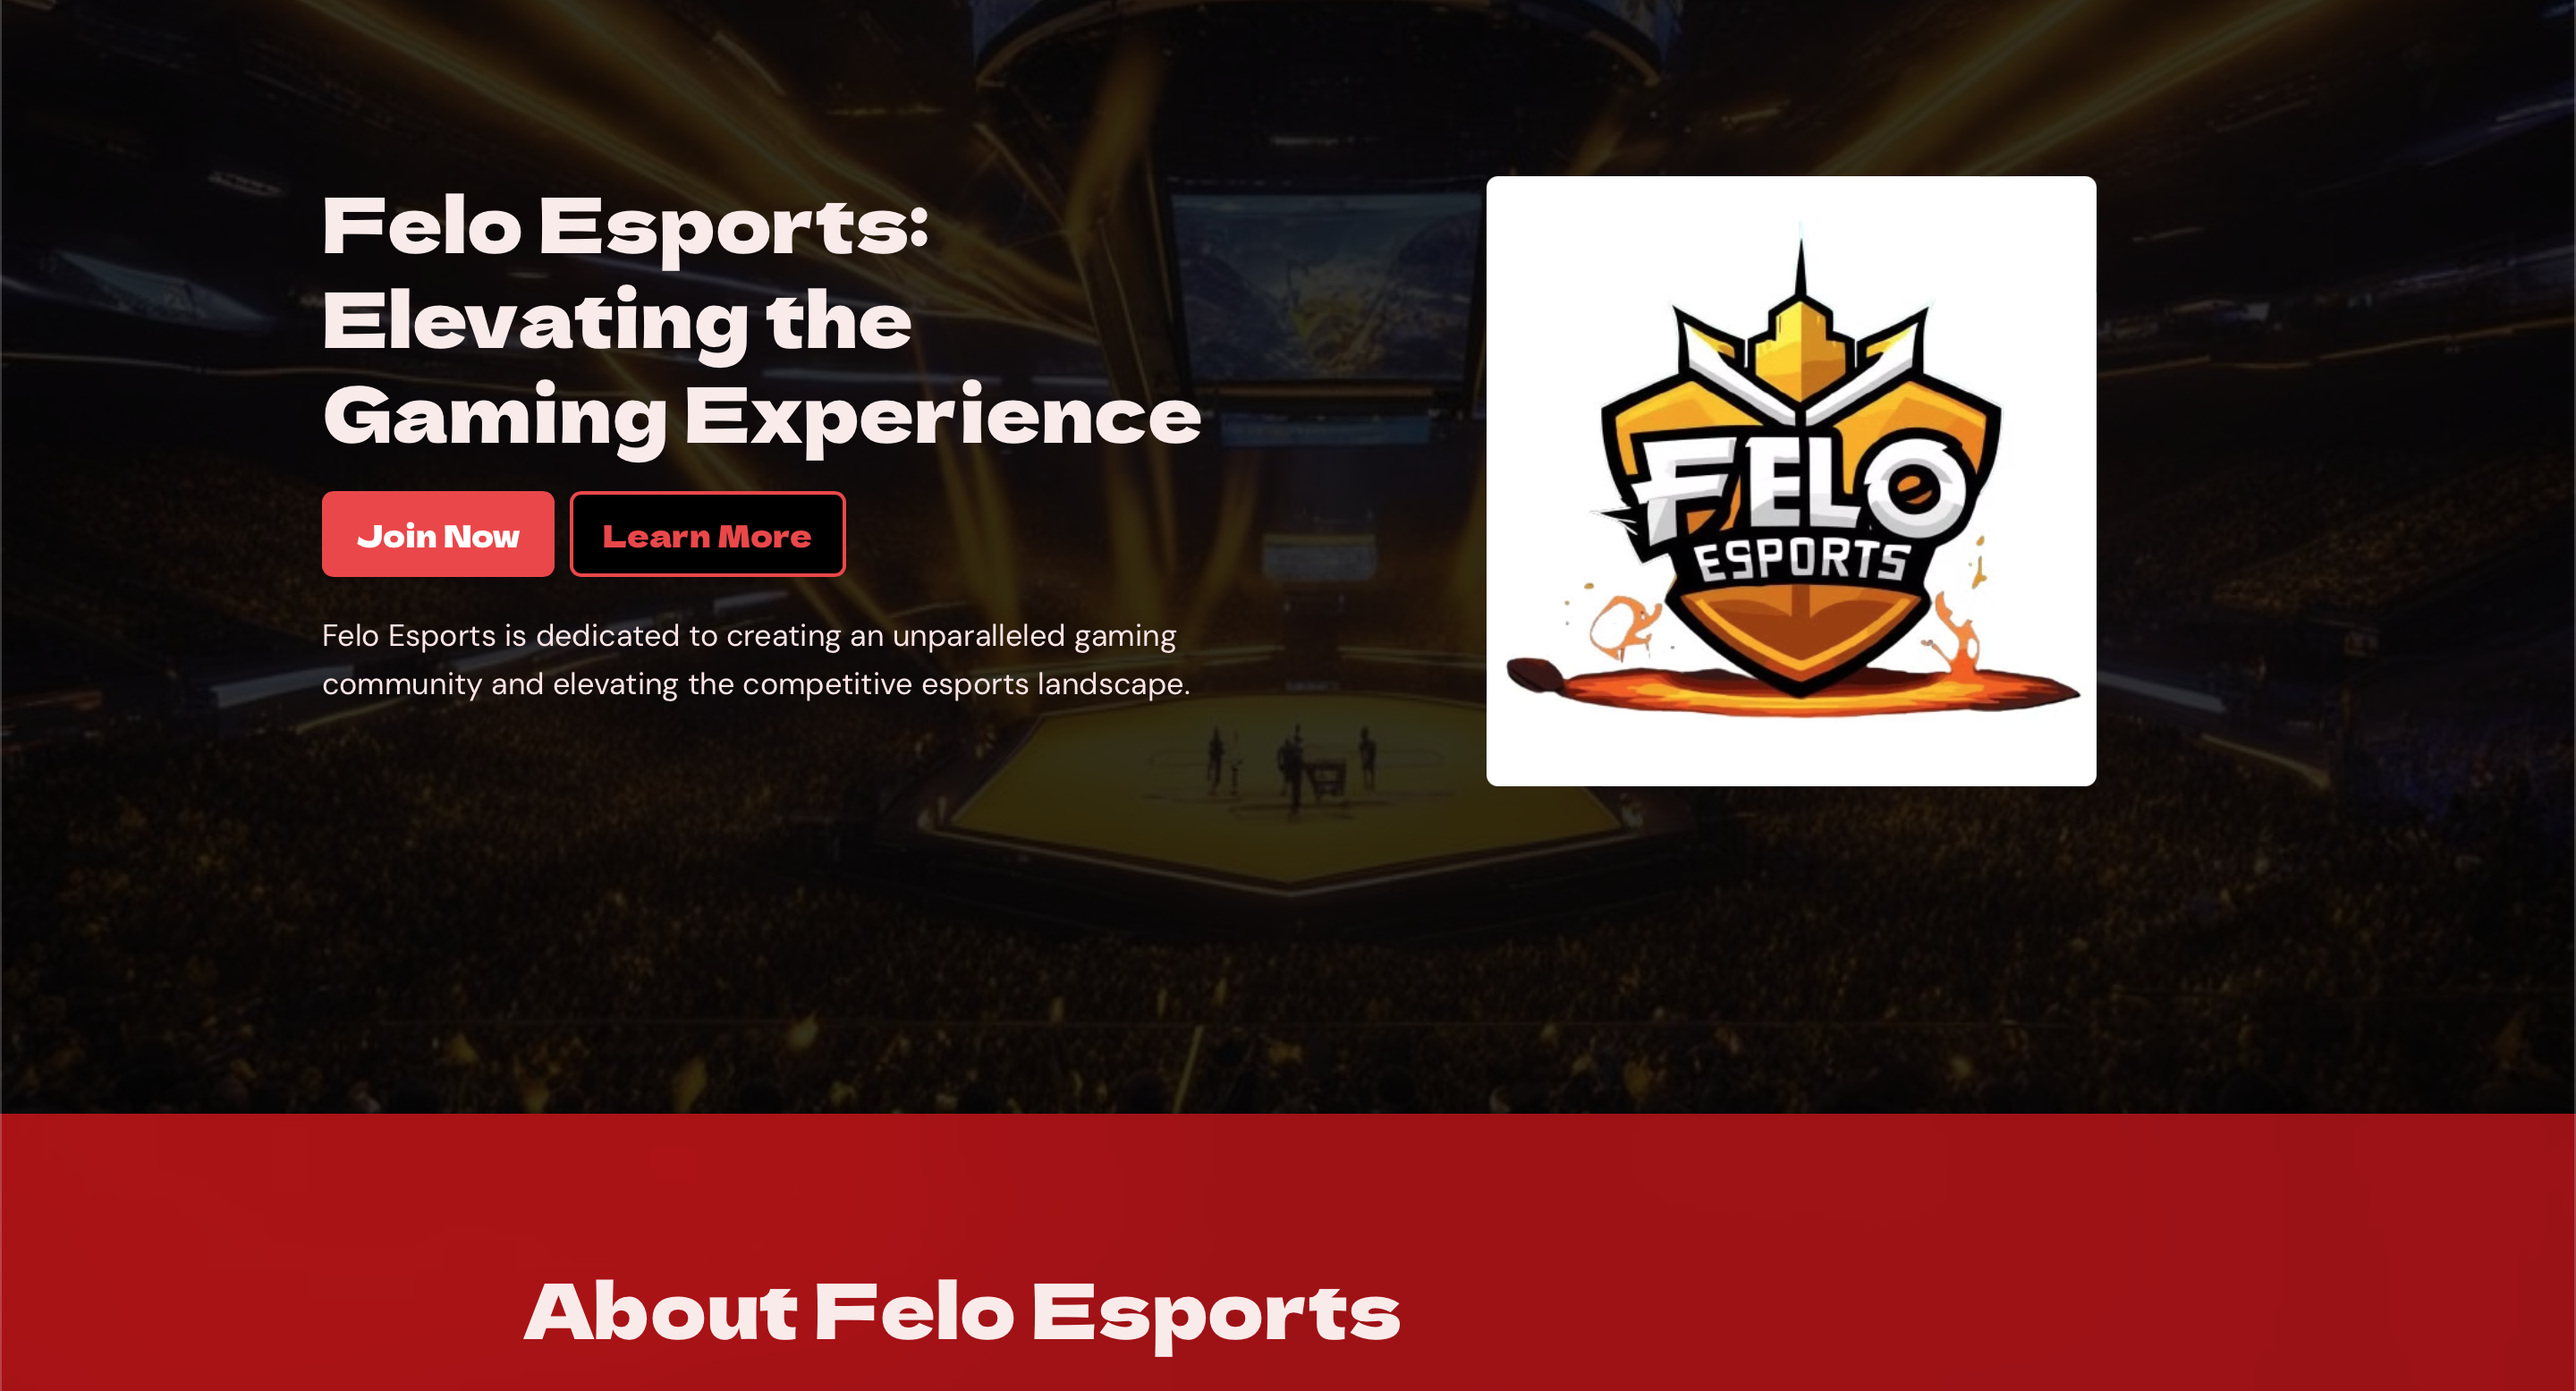 Felo Esports:
Elevating the
Gaming Experience
Join Now
Learn More
Felo Esports is dedicated to creating an unparalleled gaming
community and elevating the competitive esports landscape.
FELO
ESPORTS
About Felo Esports